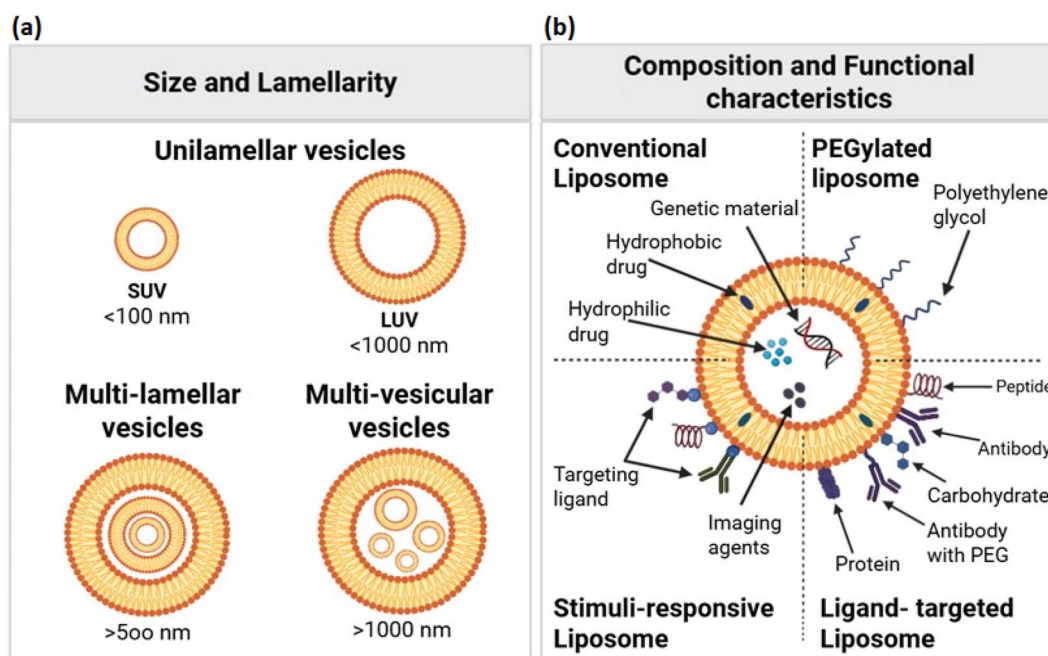 (a)
Size and Lamellarity
Unilamellar vesicles
SUV
<100 nm
LUV
<1000 nm
Multi-lamellar
vesicles
>5oo nm
Multi-vesicular
vesicles
>1000 nm
(b)
Composition and Functional
characteristics
Conventional
Liposome
PEGylated
liposome
Genetic material
Hydrophobic
drug
Hydrophilic
drug
Polyethylene
glycol
Targeting
ligand
Imaging
agents
Peptide
Antibody
Carbohydrate
Antibody
with PEG
Protein
Stimuli-responsive
Liposome
Ligand- targeted
Liposome